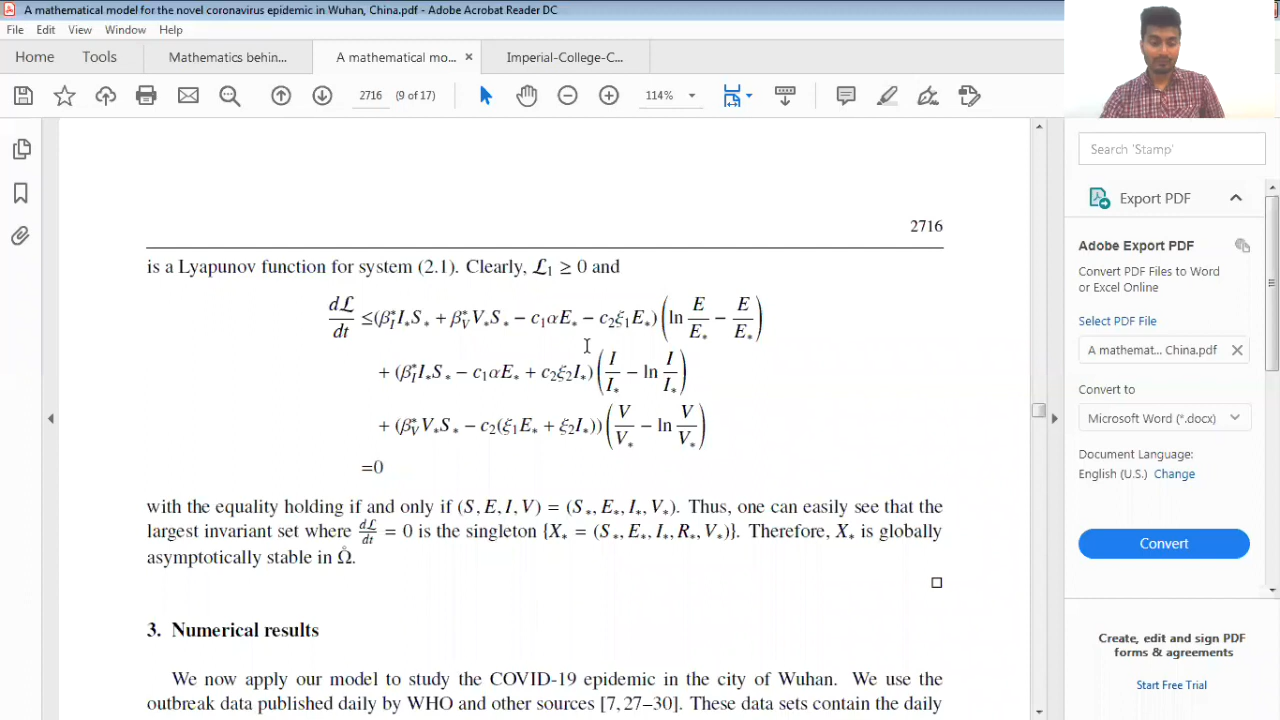 A mathematical model for the novel coronavirus epidemic in Wuhan, China.pdf - Adobe Acrobat Reader DC
File Edit View Window Help
Home Tools Mathematics behin... A mathematical mo... × Imperial-College-C...
2716 (9 of 17) 114%
Search 'Stamp'
Export PDF
Adobe Export PDF
Convert PDF Files to Word
or Excel Online
Select PDF File
A mathemat... China.pdf
Convert to
Microsoft Word (*.docx)
Document Language:
English (U.S.) Change
Convert
Create, edit and sign PDF
forms & agreements
Start Free Trial
2716
is a Lyapunov function for system (2.1). Clearly, ℒ₁ ≥ 0 and
dℒ/dt ≤(β*_I I_*S_* + β*_V V_*S_* − c₁αE_* − c₂ξ₁E_*)(ln E/E_* − E/E_*)
+ (β*_I I_*S_* − c₁αE_* + c₂ξ₂I_*)(I/I_* − ln I/I_*)
+ (β*_V V_*S_* − c₂(ξ₁E_* + ξ₂I_*))(V/V_* − ln V/V_*)
=0
with the equality holding if and only if (S, E, I, V) = (S_*, E_*, I_*, V_*). Thus, one can easily see that the
largest invariant set where dℒ/dt = 0 is the singleton {X_* = (S_*, E_*, I_*, R_*, V_*)}. Therefore, X_* is globally
asymptotically stable in Ω̊.
□
3. Numerical results
We now apply our model to study the COVID-19 epidemic in the city of Wuhan. We use the
outbreak data published daily by WHO and other sources [7, 27–30]. These data sets contain the daily